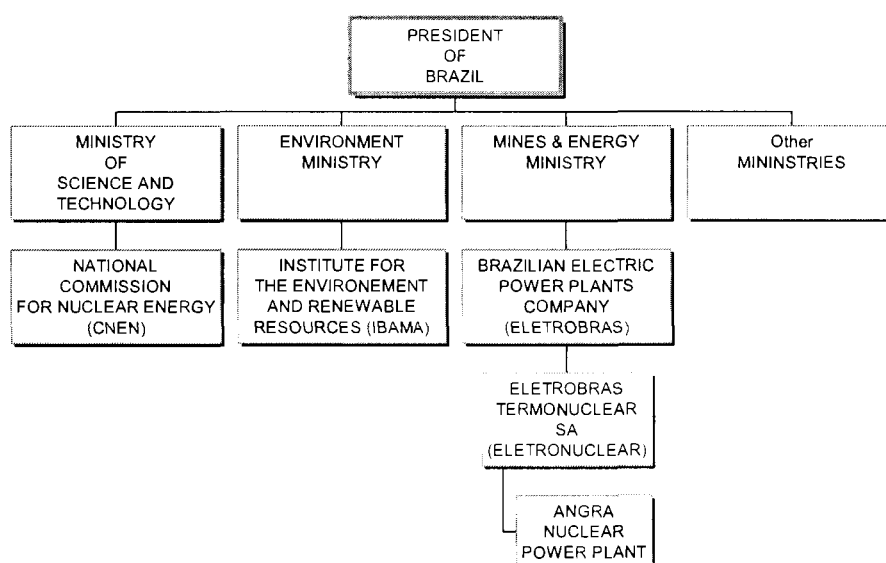 PRESIDENT
OF
BRAZIL
MINISTRY
OF
SCIENCE AND
TECHNOLOGY
ENVIRONMENT
MINISTRY
MINES & ENERGY
MINISTRY
Other
MININSTRIES
NATIONAL
COMMISSION
FOR NUCLEAR ENERGY
(CNEN)
INSTITUTE FOR
THE ENVIRONEMENT
AND RENEWABLE
RESOURCES (IBAMA)
BRAZILIAN ELECTRIC
POWER PLANTS
COMPANY
(ELETROBRAS)
ELETROBRAS
TERMONUCLEAR
SA
(ELETRONUCLEAR)
ANGRA
NUCLEAR
POWER PLANT